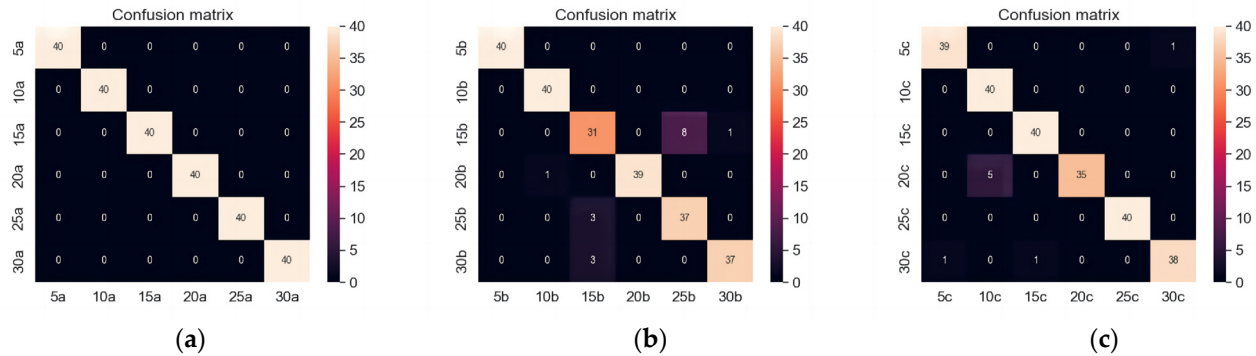 Confusion matrix
5a 40 0 0 0 0 0
10a 0 40 0 0 0 0
15a 0 0 40 0 0 0
20a 0 0 0 40 0 0
25a 0 0 0 0 40 0
30a 0 0 0 0 0 40
5a 10a 15a 20a 25a 30a
40
35
30
25
20
15
10
5
0
(a)
Confusion matrix
5b 40 0 0 0 0 0
10b 0 40 0 0 0 0
15b 0 0 31 0 8 1
20b 0 1 0 39 0 0
25b 0 0 3 0 37 0
30b 0 0 3 0 0 37
5b 10b 15b 20b 25b 30b
40
35
30
25
20
15
10
5
0
(b)
Confusion matrix
5c 39 0 0 0 0 1
10c 0 40 0 0 0 0
15c 0 0 40 0 0 0
20c 0 5 0 35 0 0
25c 0 0 0 0 40 0
30c 1 0 1 0 0 38
5c 10c 15c 20c 25c 30c
40
35
30
25
20
15
10
5
0
(c)